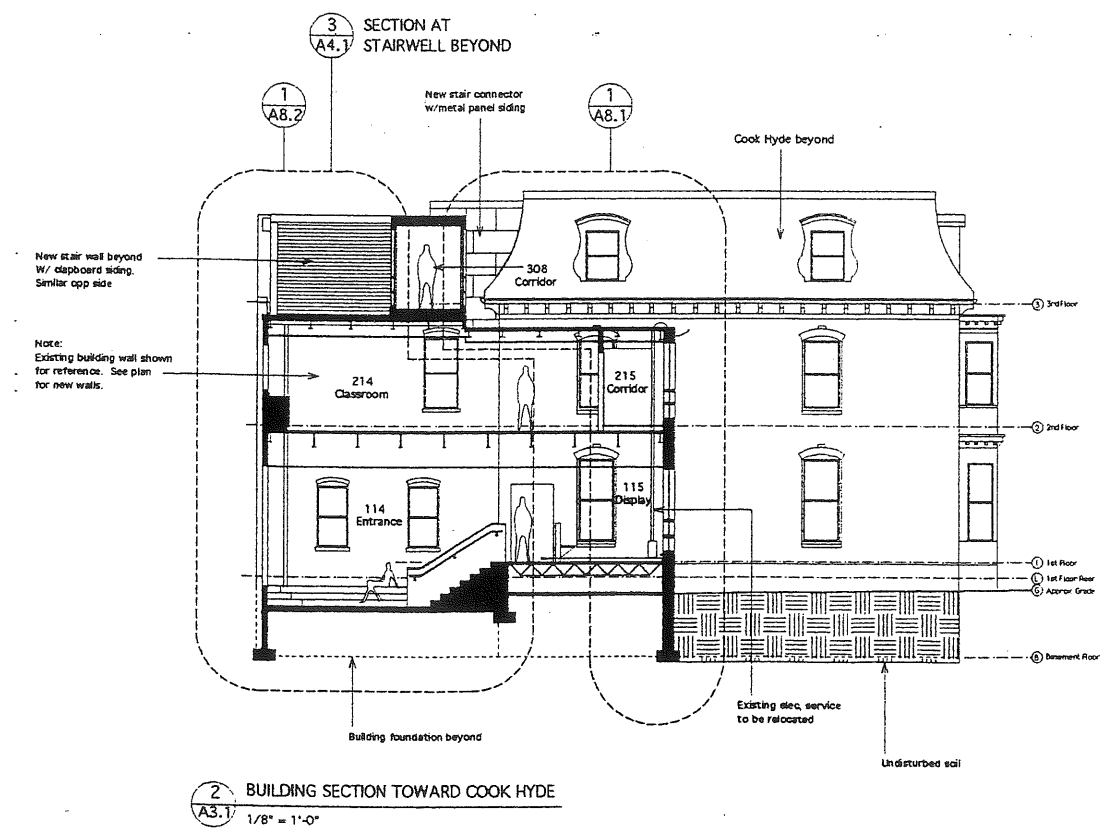 3
A4.1
SECTION AT
STAIRWELL BEYOND
1
A8.2
New stair connector
w/metal panel siding
1
A8.1
Cook Hyde beyond
New stair wall beyond
W/ clapboard siding.
Similar opp side
308
Corridor
3 3rd Floor
Note:
Existing building wall shown
for reference. See plan
for new walls.
214
Classroom
215
Corridor
2 2nd Floor
114
Entrance
115
Display
1 1st Floor
L 1st Floor Rear
G Approx Grade
B Basement Floor
Existing elec, service
to be relocated
Building foundation beyond
Undisturbed soil
2
A3.1
BUILDING SECTION TOWARD COOK HYDE
1/8" = 1'-0"